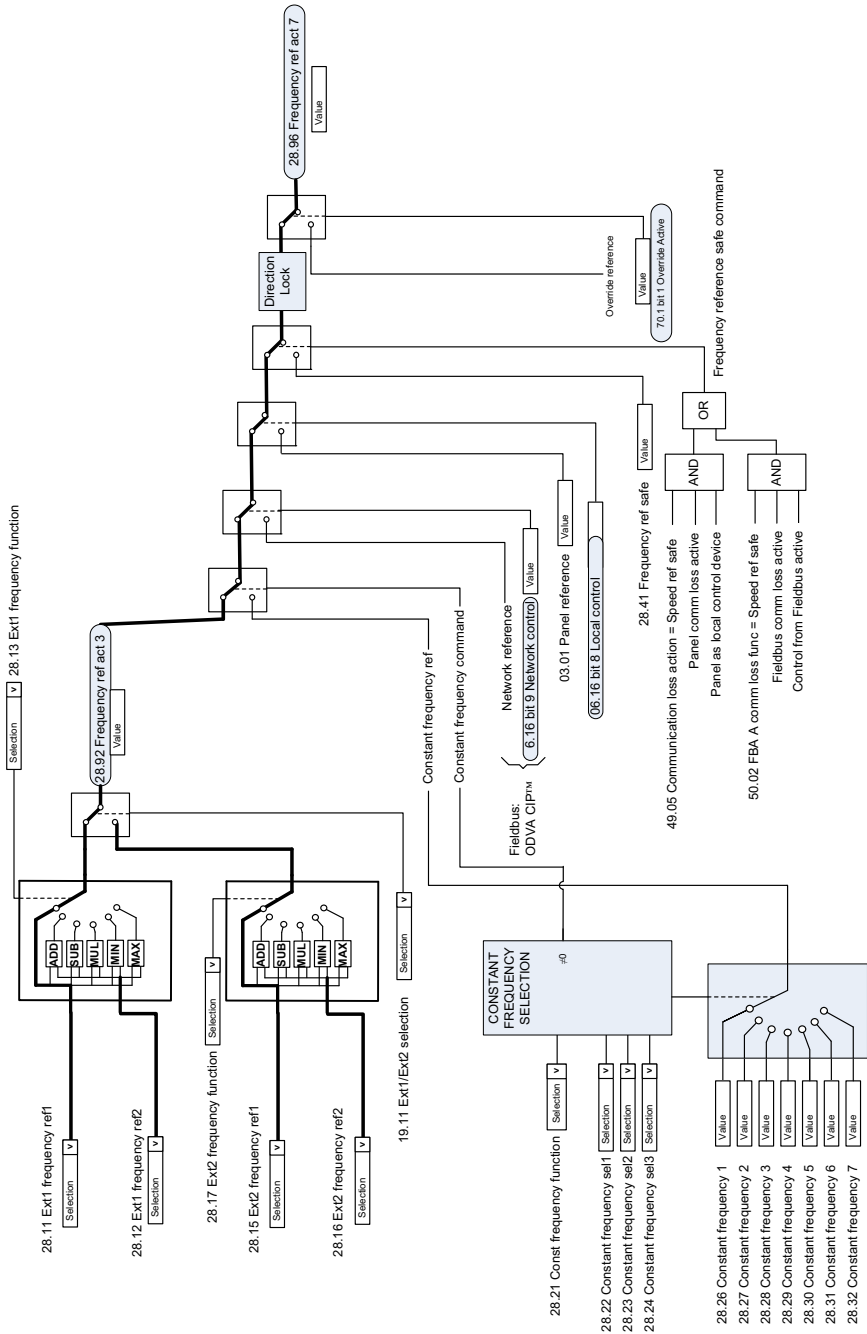 28.11 Ext1 frequency ref1
Selection v
28.12 Ext1 frequency ref2
Selection v
ADD
SUB
MUL
MIN
MAX
Selection v 28.13 Ext1 frequency function
28.17 Ext2 frequency function
Selection v
28.15 Ext2 frequency ref1
Selection v
28.16 Ext2 frequency ref2
Selection v
ADD
SUB
MUL
MIN
MAX
19.11 Ext1/Ext2 selection
Selection v
28.92 Frequency ref act 3
Value
28.21 Const frequency function Selection v
28.22 Constant frequency sel1 Selection v
28.23 Constant frequency sel2 Selection v
28.24 Constant frequency sel3 Selection v
CONSTANT
FREQUENCY
SELECTION
≠0
28.26 Constant frequency 1 Value
28.27 Constant frequency 2 Value
28.28 Constant frequency 3 Value
28.29 Constant frequency 4 Value
28.30 Constant frequency 5 Value
28.31 Constant frequency 6 Value
28.32 Constant frequency 7 Value
Constant frequency ref
Constant frequency command
Fieldbus:
ODVA CIP™
Network reference
6.16 bit 9 Network control Value
03.01 Panel reference Value
06.16 bit 8 Local control
28.41 Frequency ref safe Value
49.05 Communication loss action = Speed ref safe
Panel comm loss active
Panel as local control device
AND
50.02 FBA A comm loss func = Speed ref safe
Fieldbus comm loss active
Control from Fieldbus active
AND
OR
Frequency reference safe command
Direction
Lock
Override reference
Value
70.1 bit 1 Override Active
28.96 Frequency ref act 7
Value